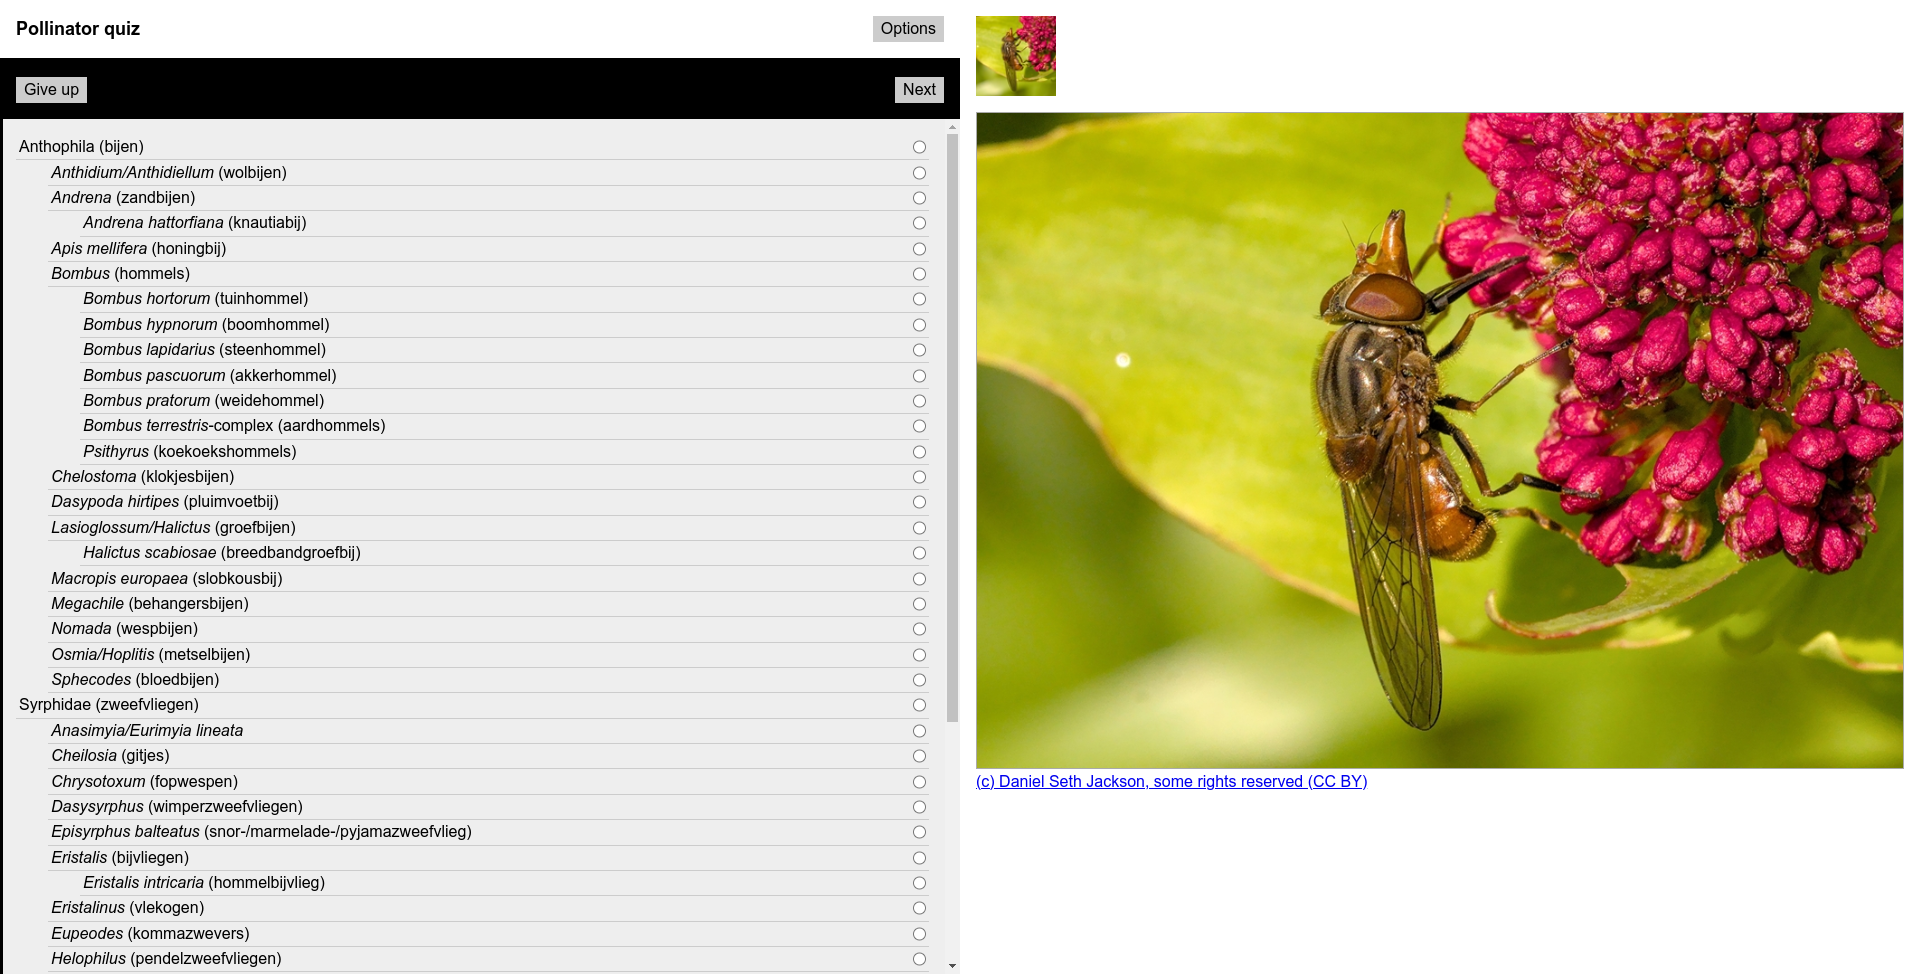 Pollinator quiz
Options
Give up
Next
Anthophila (bijen)
Anthidium/Anthidiellum (wolbijen)
Andrena (zandbijen)
Andrena hattorfiana (knautiabij)
Apis mellifera (honingbij)
Bombus (hommels)
Bombus hortorum (tuinhommel)
Bombus hypnorum (boomhommel)
Bombus lapidarius (steenhommel)
Bombus pascuorum (akkerhommel)
Bombus pratorum (weidehommel)
Bombus terrestris-complex (aardhommels)
Psithyrus (koekoekshommels)
Chelostoma (klokjesbijen)
Dasypoda hirtipes (pluimvoetbij)
Lasioglossum/Halictus (groefbijen)
Halictus scabiosae (breedbandgroefbij)
Macropis europaea (slobkousbij)
Megachile (behangersbijen)
Nomada (wespbijen)
Osmia/Hoplitis (metselbijen)
Sphecodes (bloedbijen)
Syrphidae (zweefvliegen)
Anasimyia/Eurimyia lineata
Cheilosia (gitjes)
Chrysotoxum (fopwespen)
Dasysyrphus (wimperzweefvliegen)
Episyrphus balteatus (snor-/marmelade-/pyjamazweefvlieg)
Eristalis (bijvliegen)
Eristalis intricaria (hommelbijvlieg)
Eristalinus (vlekogen)
Eupeodes (kommazwevers)
Helophilus (pendelzweefvliegen)
(c) Daniel Seth Jackson, some rights reserved (CC BY)